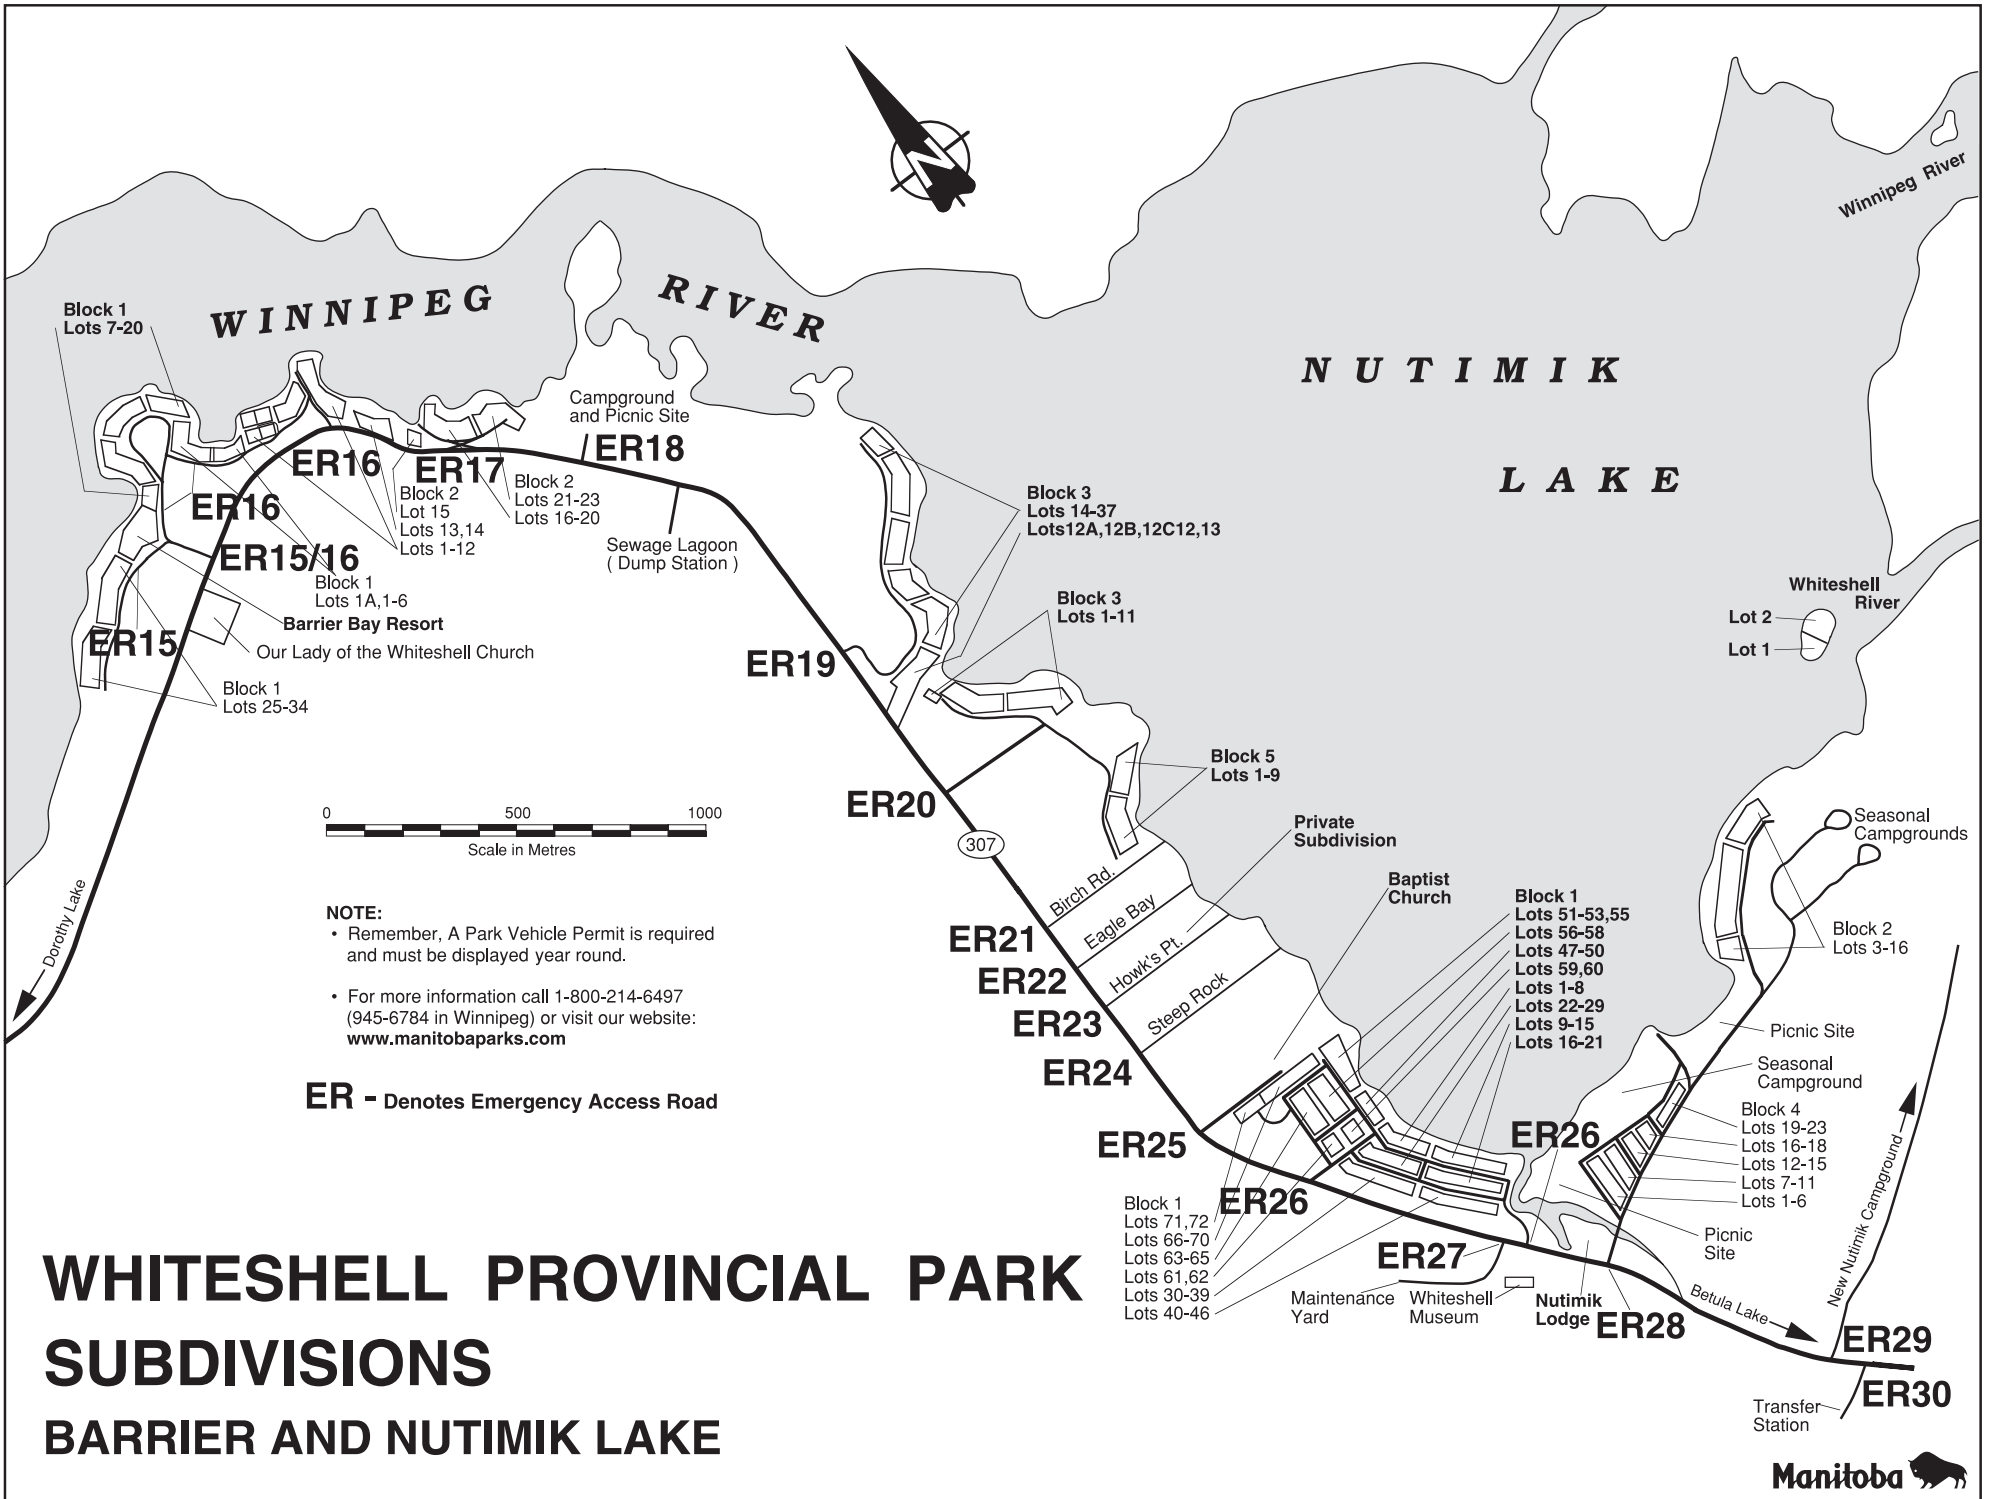 N
Winnipeg River
WINNIPEG RIVER
Block 1
Lots 7-20
NUTIMIK
LAKE
Campground
and Picnic Site
ER18
ER16
ER17
Block 2
Lots 21-23
Lots 16-20
Block 2
Lot 15
Lots 13,14
Lots 1-12
ER16
Block 3
Lots 14-37
Lots12A,12B,12C12,13
Sewage Lagoon
( Dump Station )
ER15/16
Block 1
Lots 1A,1-6
Barrier Bay Resort
ER15
Our Lady of the Whiteshell Church
Block 1
Lots 25-34
Block 3
Lots 1-11
Whiteshell
River
Lot 2
Lot 1
ER19
Block 5
Lots 1-9
ER20
307
0 500 1000
Scale in Metres
Private
Subdivision
Seasonal
Campgrounds
Baptist
Church
Block 1
Lots 51-53,55
Lots 56-58
Lots 47-50
Lots 59,60
Lots 1-8
Lots 22-29
Lots 9-15
Lots 16-21
Birch Rd.
Eagle Bay
Howk's Pt.
Steep Rock
Dorothy Lake
NOTE:
• Remember, A Park Vehicle Permit is required
and must be displayed year round.
• For more information call 1-800-214-6497
(945-6784 in Winnipeg) or visit our website:
www.manitobaparks.com
ER - Denotes Emergency Access Road
ER21
ER22
ER23
ER24
ER25
Block 2
Lots 3-16
Picnic Site
Seasonal
Campground
Block 4
Lots 19-23
Lots 16-18
Lots 12-15
Lots 7-11
Lots 1-6
ER26
ER26
Block 1
Lots 71,72
Lots 66-70
Lots 63-65
Lots 61,62
Lots 30-39
Lots 40-46
ER27
Picnic
Site
New Nutimik Campground
Maintenance
Yard
Whiteshell
Museum
Nutimik
Lodge
ER28
Betula Lake
ER29
ER30
Transfer
Station
WHITESHELL PROVINCIAL PARK
SUBDIVISIONS
BARRIER AND NUTIMIK LAKE
Manitoba